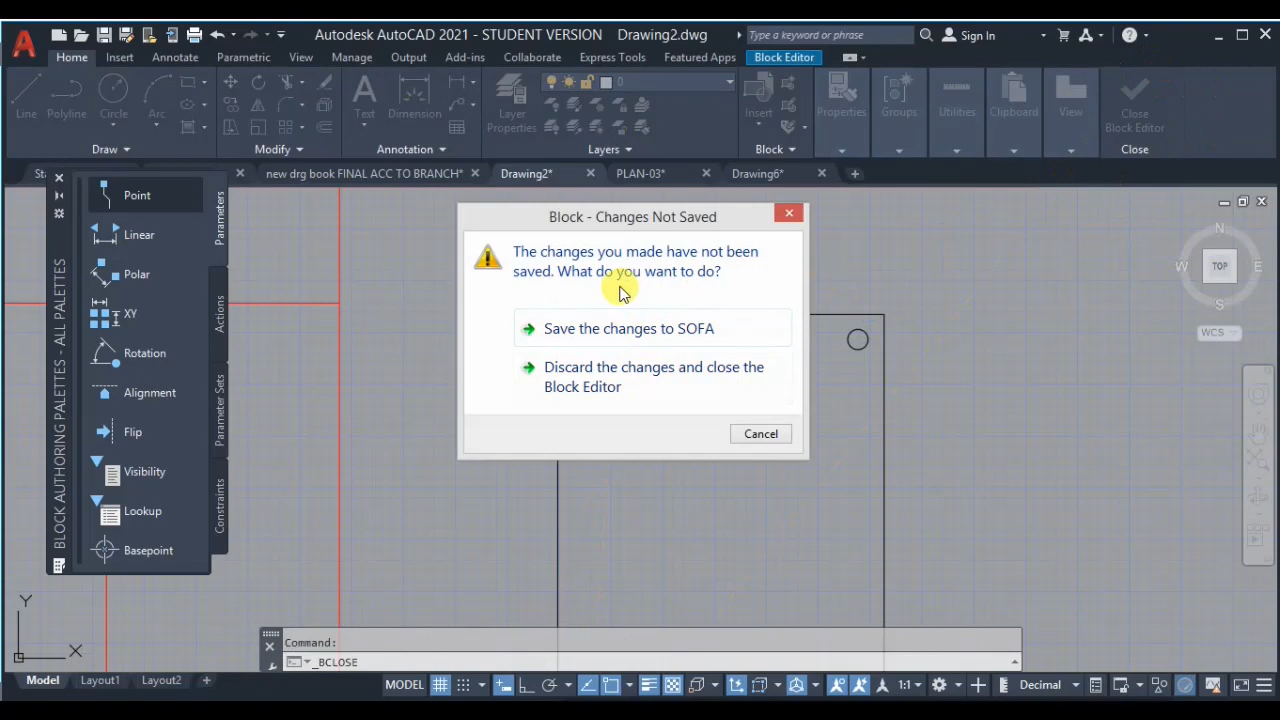 Autodesk AutoCAD 2021 - STUDENT VERSION Drawing2.dwg
Type a keyword or phrase
Sign In
Home Insert Annotate Parametric View Manage Output Add-ins Collaborate Express Tools Featured Apps Block Editor
Line Polyline Circle Arc
Text Dimension
Layer
Properties
Insert
Properties Groups Utilities Clipboard View
Close
Block Editor
Draw Modify Annotation Layers Block Close
Sta
new drg book FINAL ACC TO BRANCH*
Drawing2*
PLAN-03*
Drawing6*
Point
Linear
Polar
XY
Rotation
Alignment
Flip
Visibility
Lookup
Basepoint
Parameters
Actions
Parameter Sets
Constraints
BLOCK AUTHORING PALETTES - ALL PALETTES
Block - Changes Not Saved
The changes you made have not been
saved. What do you want to do?
Save the changes to SOFA
Discard the changes and close the
Block Editor
Cancel
N
W TOP E
S
WCS
Y
X
Command:
_BCLOSE
Model Layout1 Layout2
MODEL
1:1
Decimal